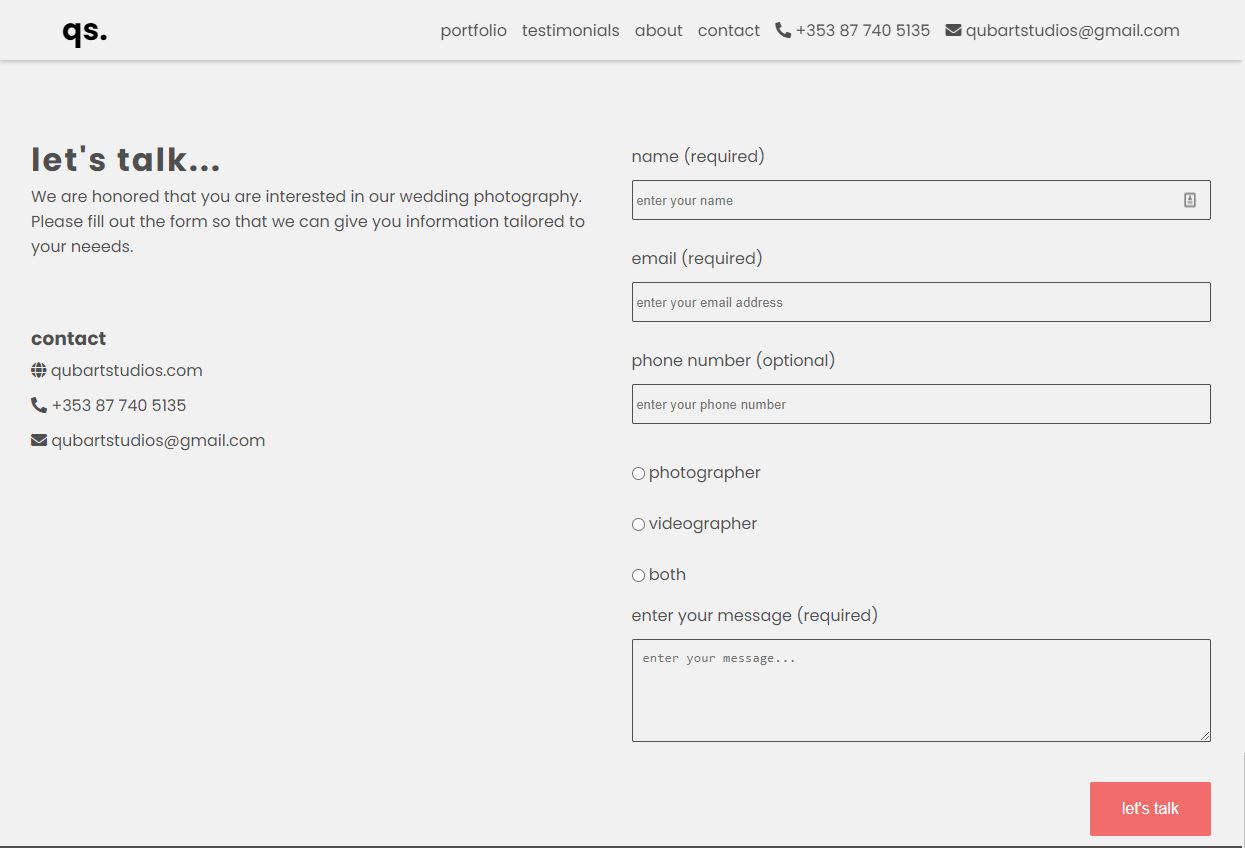 qs.
portfolio testimonials about contact +353 87 740 5135 qubartstudios@gmail.com
let's talk...
We are honored that you are interested in our wedding photography.
Please fill out the form so that we can give you information tailored to
your neeeds.
contact
qubartstudios.com
+353 87 740 5135
qubartstudios@gmail.com
name (required)
enter your name
email (required)
enter your email address
phone number (optional)
enter your phone number
photographer
videographer
both
enter your message (required)
enter your message...
let's talk